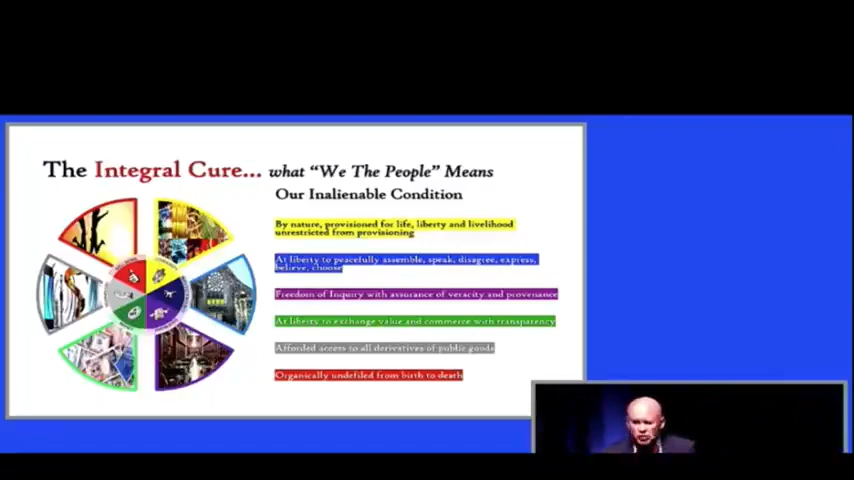 The Integral Cure... what “We The People” Means
Our Inalienable Condition
By nature, provisioned for life, liberty and livelihood
unrestricted from provisioning
At liberty to peacefully assemble, speak, disagree, express,
believe, choose
Freedom of Inquiry with assurance of veracity and provenance
At liberty to exchange value and commerce with transparency
Afforded access to all derivatives of public goods
Organically undefiled from birth to death